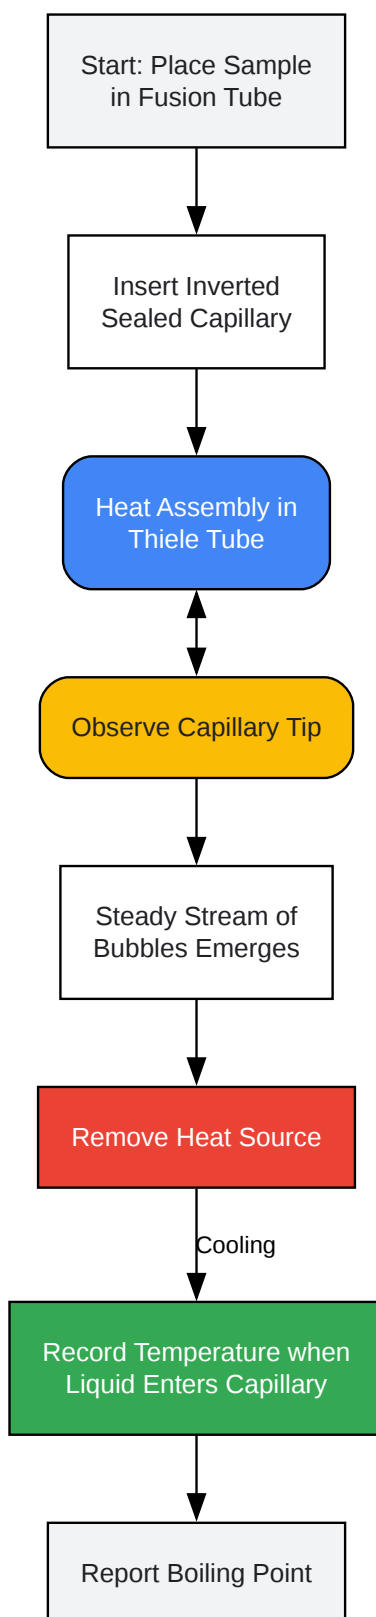 Start: Place Sample
in Fusion Tube
Insert Inverted
Sealed Capillary
Heat Assembly in
Thiele Tube
Observe Capillary Tip
Steady Stream of
Bubbles Emerges
Remove Heat Source
Cooling
Record Temperature when
Liquid Enters Capillary
Report Boiling Point